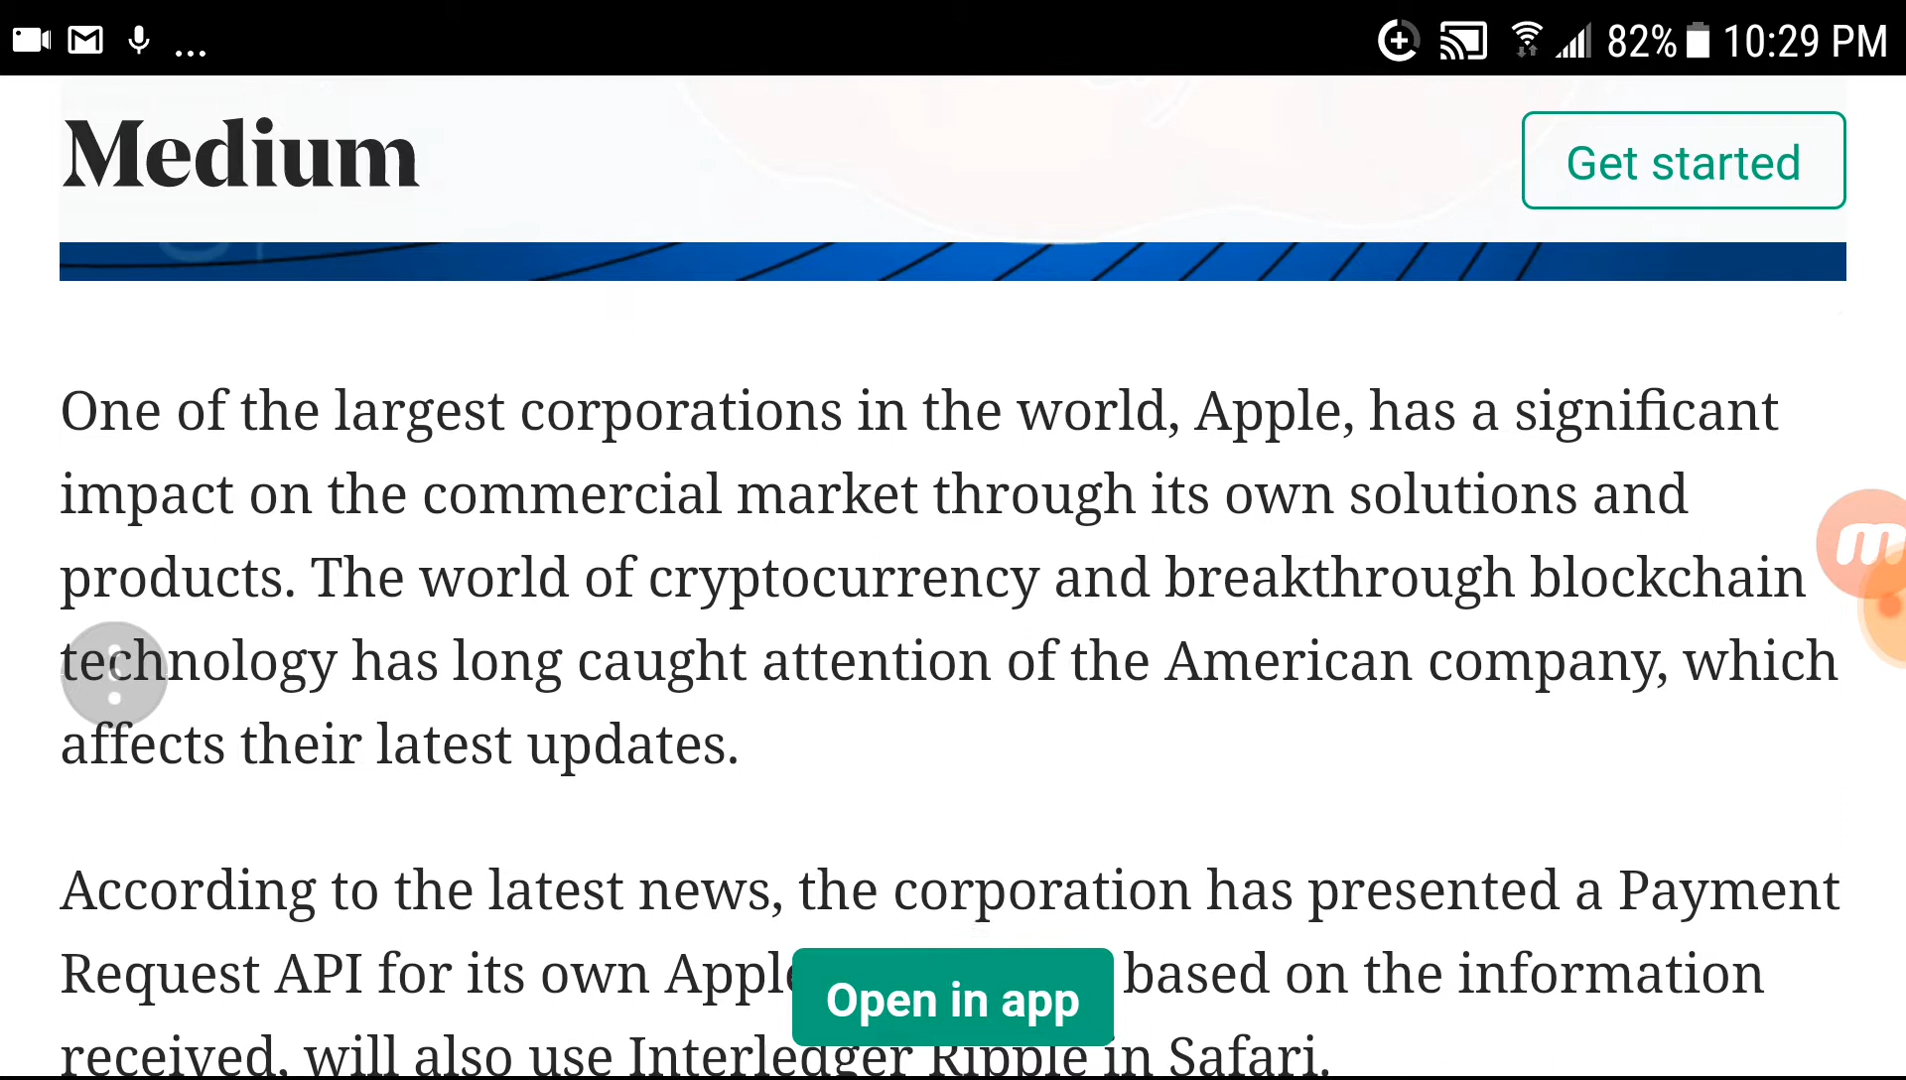 ... 82% 10:29 PM
Medium
Get started
One of the largest corporations in the world, Apple, has a significant
impact on the commercial market through its own solutions and
products. The world of cryptocurrency and breakthrough blockchain
technology has long caught attention of the American company, which
affects their latest updates.
According to the latest news, the corporation has presented a Payment
Request API for its own Apple based on the information
Open in app
received, will also use Interledger Ripple in Safari.